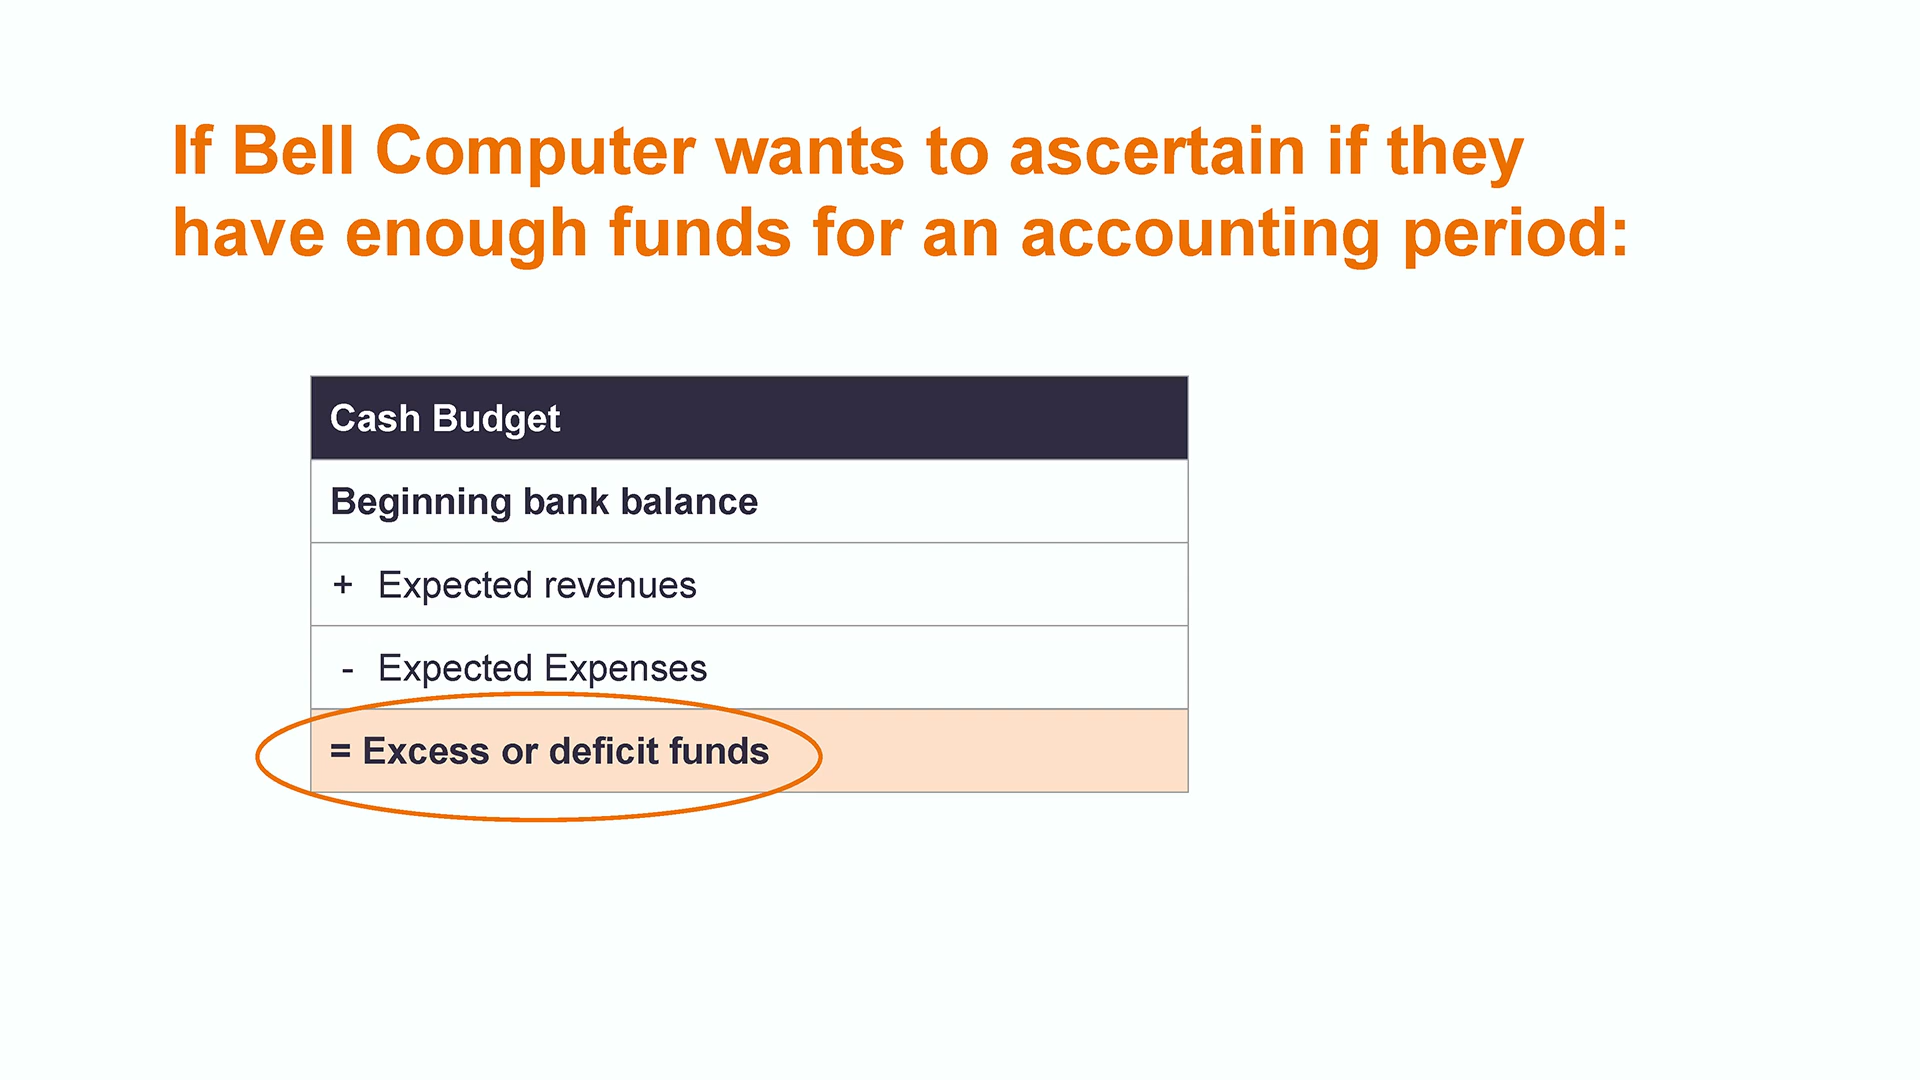 If Bell Computer wants to ascertain if they
have enough funds for an accounting period:
Cash Budget
Beginning bank balance
+ Expected revenues
- Expected Expenses
= Excess or deficit funds